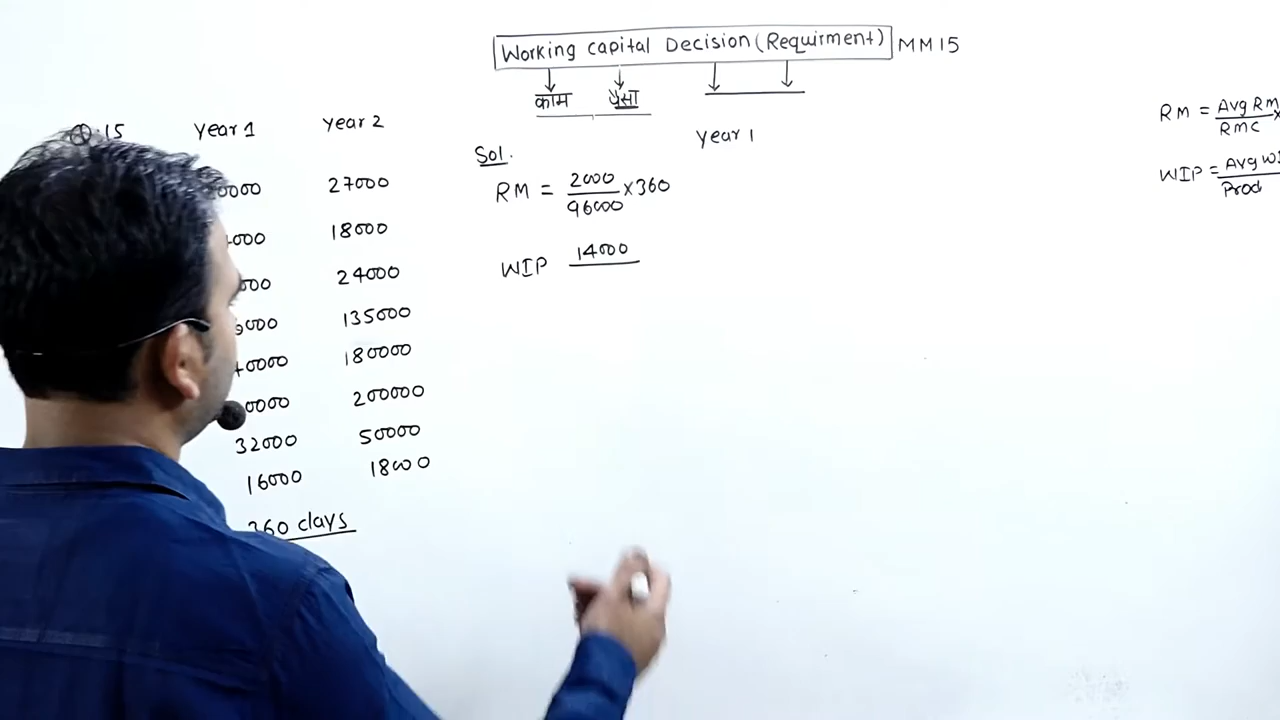 Working Capital Decision (Requirment) MM15
काम पैसा
Q.15 Year 1 Year 2
27000
18000
24000
135000
180000
200000
32000 50000
16000 18000
360 days
Year 1
Sol.
RM = 2000/96000 × 360
WIP 14000
RM = Avg RM/RMC ×
WIP = Avg
Prod